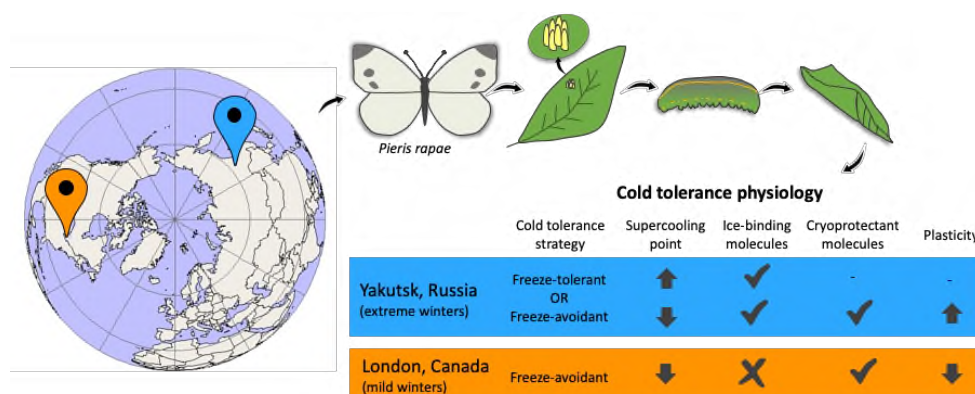 Pieris rapae
Cold tolerance physiology
Cold tolerance strategy Supercooling point Ice-binding molecules Cryoprotectant molecules Plasticity
Yakutsk, Russia
(extreme winters)
Freeze-tolerant - -
OR
Freeze-avoidant
London, Canada
(mild winters)
Freeze-avoidant